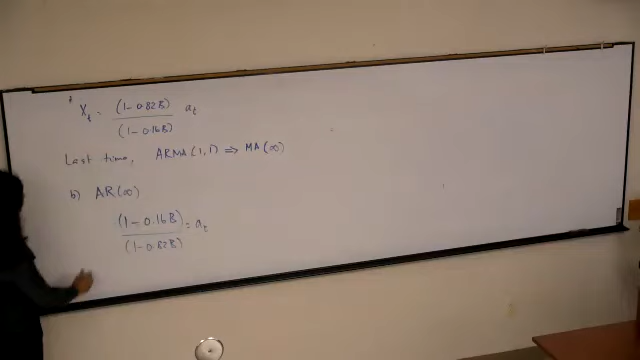 X_t = (1-0.82B)/(1-0.16B) a_t
Last time, ARMA(1,1) ⇒ MA(∞)
b) AR(∞)
(1-0.16B)/(1-0.82B) = a_t